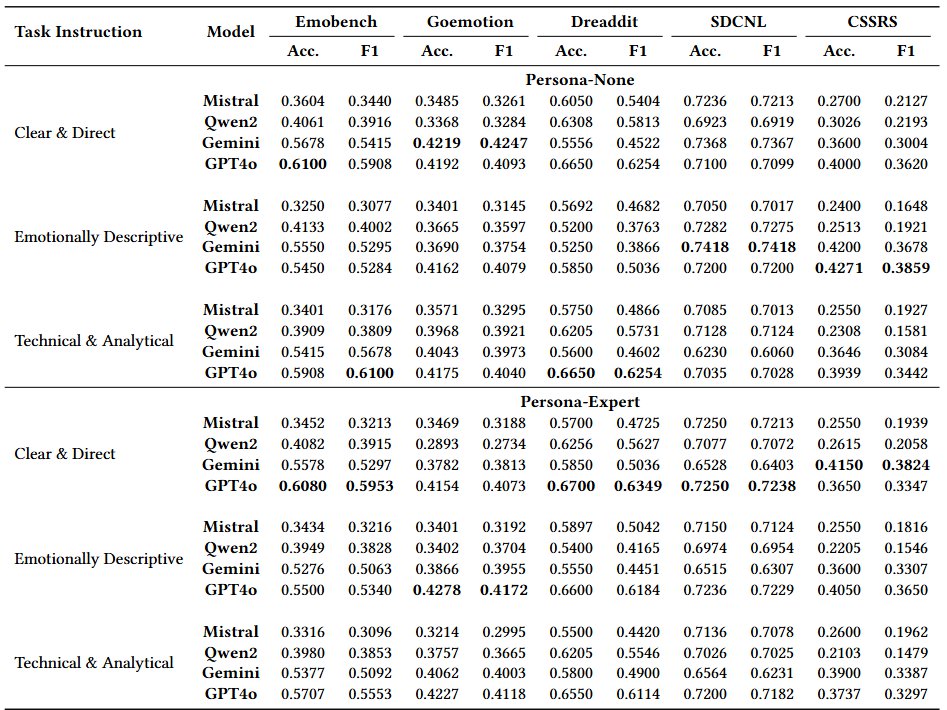 Task Instruction Model Emobench Goemotion Dreaddit SDCNL CSSRS
Acc. F1 Acc. F1 Acc. F1 Acc. F1 Acc. F1
Persona-None
Clear & Direct
Mistral 0.3604 0.3440 0.3485 0.3261 0.6050 0.5404 0.7236 0.7213 0.2700 0.2127
Qwen2 0.4061 0.3916 0.3368 0.3284 0.6308 0.5813 0.6923 0.6919 0.3026 0.2193
Gemini 0.5678 0.5415 0.4219 0.4247 0.5556 0.4522 0.7368 0.7367 0.3600 0.3004
GPT4o 0.6100 0.5908 0.4192 0.4093 0.6650 0.6254 0.7100 0.7099 0.4000 0.3620
Emotionally Descriptive
Mistral 0.3250 0.3077 0.3401 0.3145 0.5692 0.4682 0.7050 0.7017 0.2400 0.1648
Qwen2 0.4133 0.4002 0.3665 0.3597 0.5200 0.3763 0.7282 0.7275 0.2513 0.1921
Gemini 0.5550 0.5295 0.3690 0.3754 0.5250 0.3866 0.7418 0.7418 0.4200 0.3678
GPT4o 0.5450 0.5284 0.4162 0.4079 0.5850 0.5036 0.7200 0.7200 0.4271 0.3859
Technical & Analytical
Mistral 0.3401 0.3176 0.3571 0.3295 0.5750 0.4866 0.7085 0.7013 0.2550 0.1927
Qwen2 0.3909 0.3809 0.3968 0.3921 0.6205 0.5731 0.7128 0.7124 0.2308 0.1581
Gemini 0.5415 0.5678 0.4043 0.3973 0.5600 0.4602 0.6230 0.6060 0.3646 0.3084
GPT4o 0.5908 0.6100 0.4175 0.4040 0.6650 0.6254 0.7035 0.7028 0.3939 0.3442
Persona-Expert
Clear & Direct
Mistral 0.3452 0.3213 0.3469 0.3188 0.5700 0.4725 0.7250 0.7213 0.2550 0.1939
Qwen2 0.4082 0.3915 0.2893 0.2734 0.6256 0.5627 0.7077 0.7072 0.2615 0.2058
Gemini 0.5578 0.5297 0.3782 0.3813 0.5850 0.5036 0.6528 0.6403 0.4150 0.3824
GPT4o 0.6080 0.5953 0.4154 0.4073 0.6700 0.6349 0.7250 0.7238 0.3650 0.3347
Emotionally Descriptive
Mistral 0.3434 0.3216 0.3401 0.3192 0.5897 0.5042 0.7150 0.7124 0.2550 0.1816
Qwen2 0.3949 0.3828 0.3402 0.3704 0.5400 0.4165 0.6974 0.6954 0.2205 0.1546
Gemini 0.5276 0.5063 0.3866 0.3955 0.5550 0.4451 0.6515 0.6307 0.3600 0.3307
GPT4o 0.5500 0.5340 0.4278 0.4172 0.6600 0.6184 0.7236 0.7229 0.4050 0.3650
Technical & Analytical
Mistral 0.3316 0.3096 0.3214 0.2995 0.5500 0.4420 0.7136 0.7078 0.2600 0.1962
Qwen2 0.3980 0.3853 0.3757 0.3665 0.6205 0.5546 0.7026 0.7025 0.2103 0.1479
Gemini 0.5377 0.5092 0.4062 0.4003 0.5800 0.4900 0.6564 0.6231 0.3900 0.3387
GPT4o 0.5707 0.5553 0.4227 0.4118 0.6550 0.6114 0.7200 0.7182 0.3737 0.3297